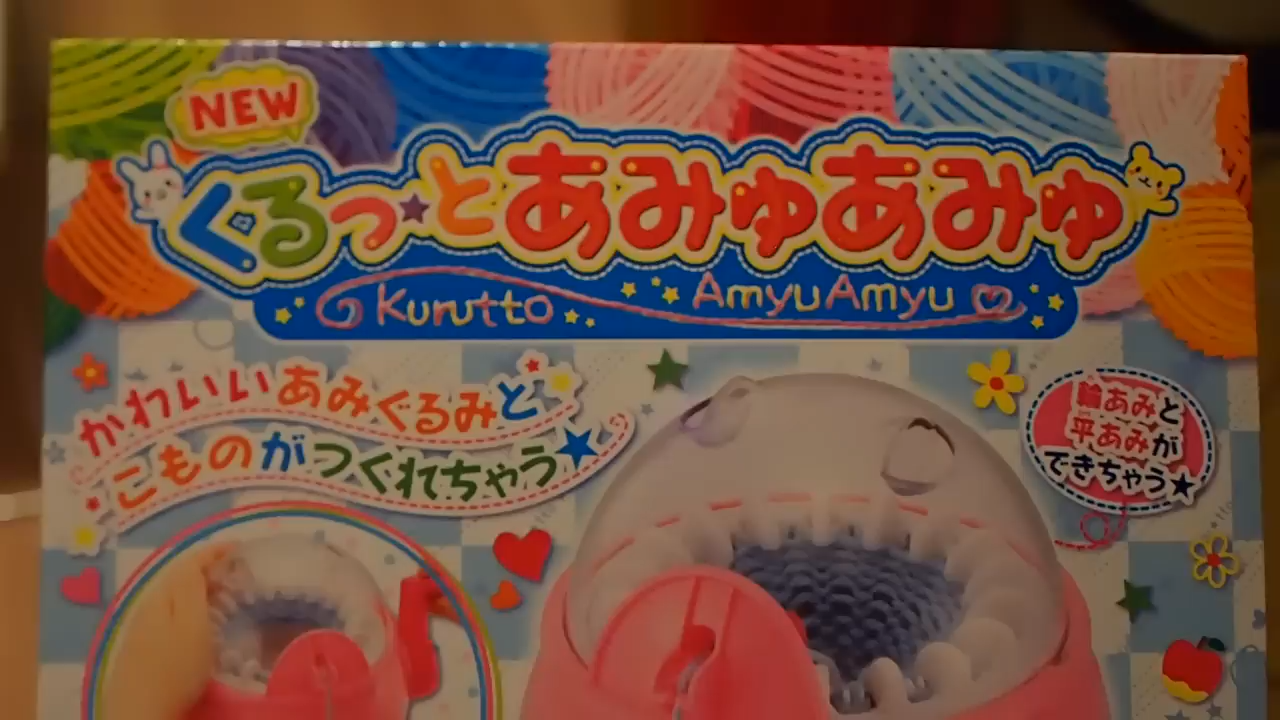 NEW
くるっ★とあみゅあみゅ
Kurutto AmyuAmyu
かわいいあみぐるみと
こものがつくれちゃう★
輪あみと
平あみが
できちゃう★